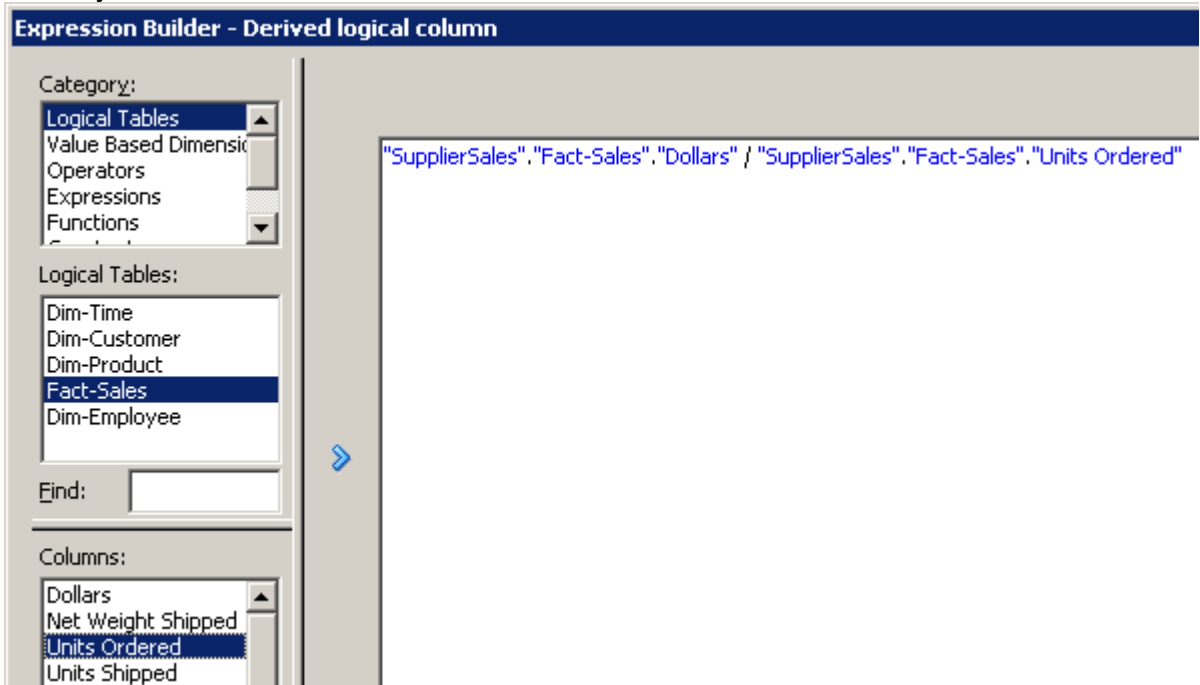 Expression Builder - Derived logical column
Category:
Logical Tables
Value Based Dimensic
Operators
Expressions
Functions
"SupplierSales"."Fact-Sales"."Dollars" / "SupplierSales"."Fact-Sales"."Units Ordered"
Logical Tables:
Dim-Time
Dim-Customer
Dim-Product
Fact-Sales
Dim-Employee
Find:
Columns:
Dollars
Net Weight Shipped
Units Ordered
Units Shipped